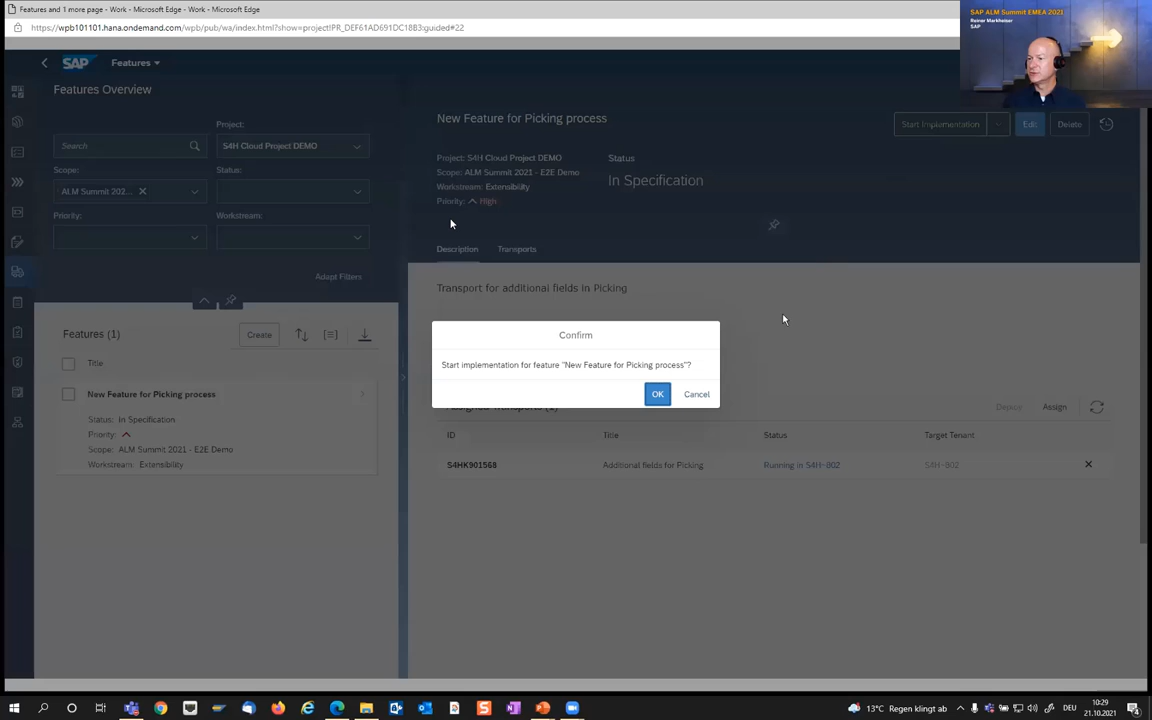 Features and 1 more page - Work - Microsoft Edge - Work - Microsoft Edge
https://wpb101101.hana.ondemand.com/wpb/pub/wa/index.html?show=project!PR_DEF61AD691DC18B3:guided#22
SAP ALM Summit EMEA 2021
Reiner Markheiser
SAP
SAP
Features
Features Overview
Search
Project:
S4H Cloud Project DEMO
Scope:
ALM Summit 202...
Status:
Priority:
Workstream:
Adapt Filters
Features (1)
Create
Title
New Feature for Picking process
Status: In Specification
Priority:
Scope: ALM Summit 2021 - E2E Demo
Workstream: Extensibility
New Feature for Picking process
Start Implementation
Edit
Delete
Project: S4H Cloud Project DEMO
Scope: ALM Summit 2021 - E2E Demo
Workstream: Extensibility
Priority: High
Status
In Specification
Description
Transports
Transport for additional fields in Picking
Confirm
Start implementation for feature "New Feature for Picking process"?
OK
Cancel
Deploy
Assign
ID
Title
Status
Target Tenant
S4HK901568
Additional fields for Picking
Running in S4H~802
S4H~802
13°C Regen klingt ab
DEU
10:29
21.10.2021